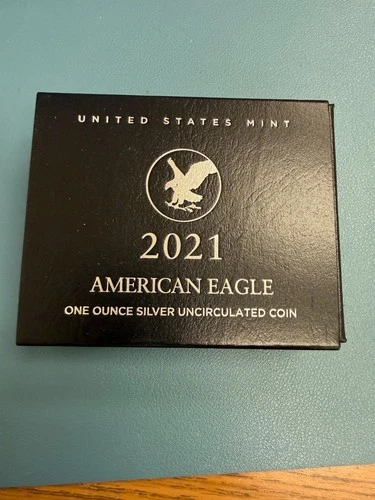 UNITED STATES MINT
2021
AMERICAN EAGLE
ONE OUNCE SILVER UNCIRCULATED COIN